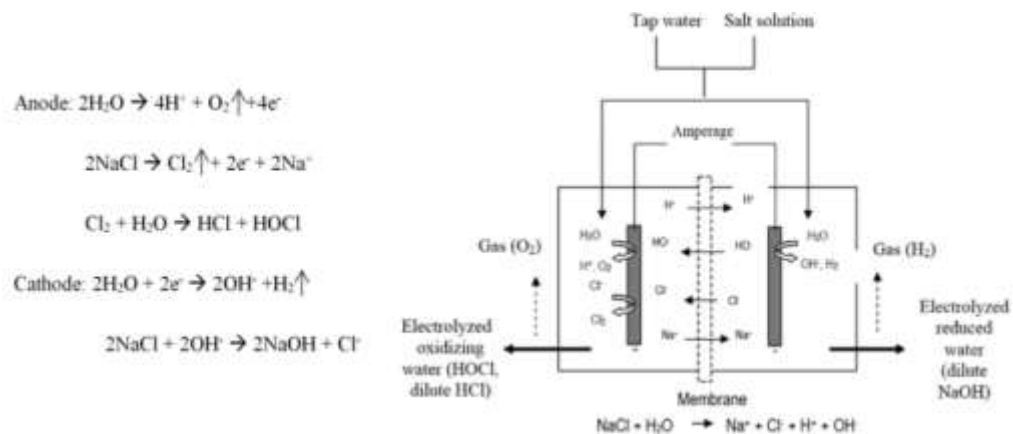 Anode: 2H₂O → 4H⁺ + O₂↑+4e⁻
2NaCl → Cl₂↑ + 2e⁻ + 2Na⁺
Cl₂ + H₂O → HCl + HOCl
Cathode: 2H₂O + 2e⁻ → 2OH⁻ +H₂↑
2NaCl + 2OH⁻ → 2NaOH + Cl⁻
Tap water
Salt solution
Amperage
H⁺
H⁺
H₂O
HO⁻
HO⁻
H₂O
Gas (O₂)
H⁺, O₂
OH⁻, H₂
Gas (H₂)
Cl⁻
Cl⁻
Cl⁻
Cl₂
Na⁺
Na⁺
Electrolyzed
oxidizing
water (HOCl,
dilute HCl)
Electrolyzed
reduced
water
(dilute
NaOH)
Membrane
NaCl + H₂O → Na⁺ + Cl⁻ + H⁺ + OH⁻